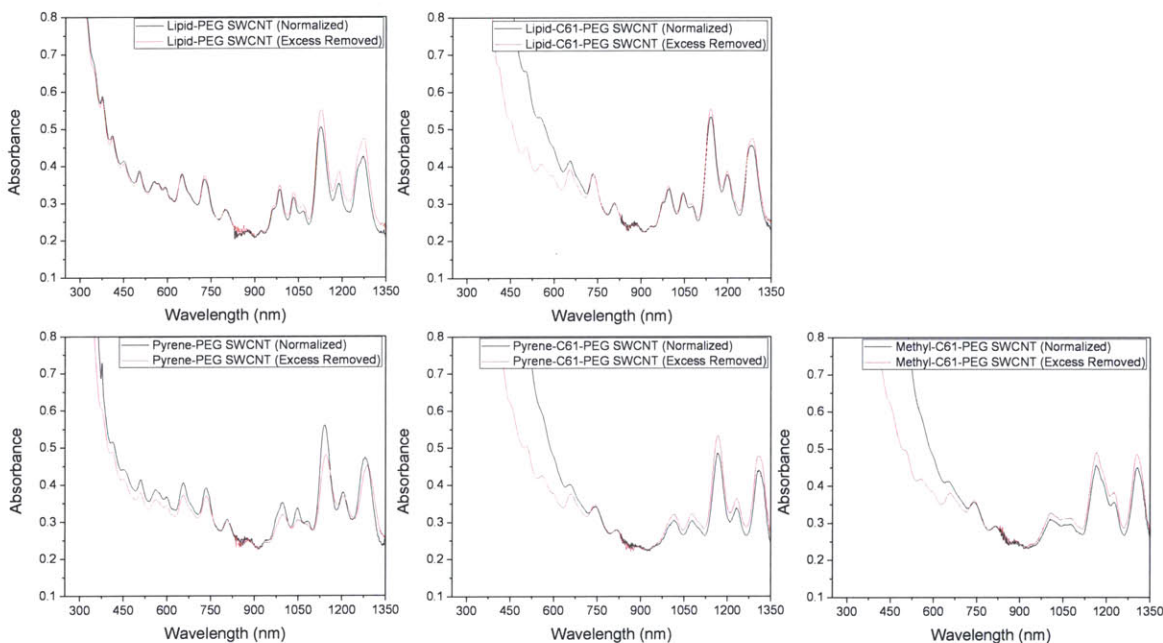 Lipid-PEG SWCNT (Normalized)
Lipid-PEG SWCNT (Excess Removed)
Absorbance
0.8
0.7
0.6
0.5
0.4
0.3
0.2
0.1
300 450 600 750 900 1050 1200 1350
Wavelength (nm)
Lipid-C61-PEG SWCNT (Normalized)
Lipid-C61-PEG SWCNT (Excess Removed)
Absorbance
0.8
0.7
0.6
0.5
0.4
0.3
0.2
0.1
300 450 600 750 900 1050 1200 1350
Wavelength (nm)
Pyrene-PEG SWCNT (Normalized)
Pyrene-PEG SWCNT (Excess Removed)
Absorbance
0.8
0.7
0.6
0.5
0.4
0.3
0.2
0.1
300 450 600 750 900 1050 1200 1350
Wavelength (nm)
Pyrene-C61-PEG SWCNT (Normalized)
Pyrene-C61-PEG SWCNT (Excess Removed)
Absorbance
0.8
0.7
0.6
0.5
0.4
0.3
0.2
0.1
300 450 600 750 900 1050 1200 1350
Wavelength (nm)
Methyl-C61-PEG SWCNT (Normalized)
Methyl-C61-PEG SWCNT (Excess Removed)
Absorbance
0.8
0.7
0.6
0.5
0.4
0.3
0.2
0.1
300 450 600 750 900 1050 1200 1350
Wavelength (nm)